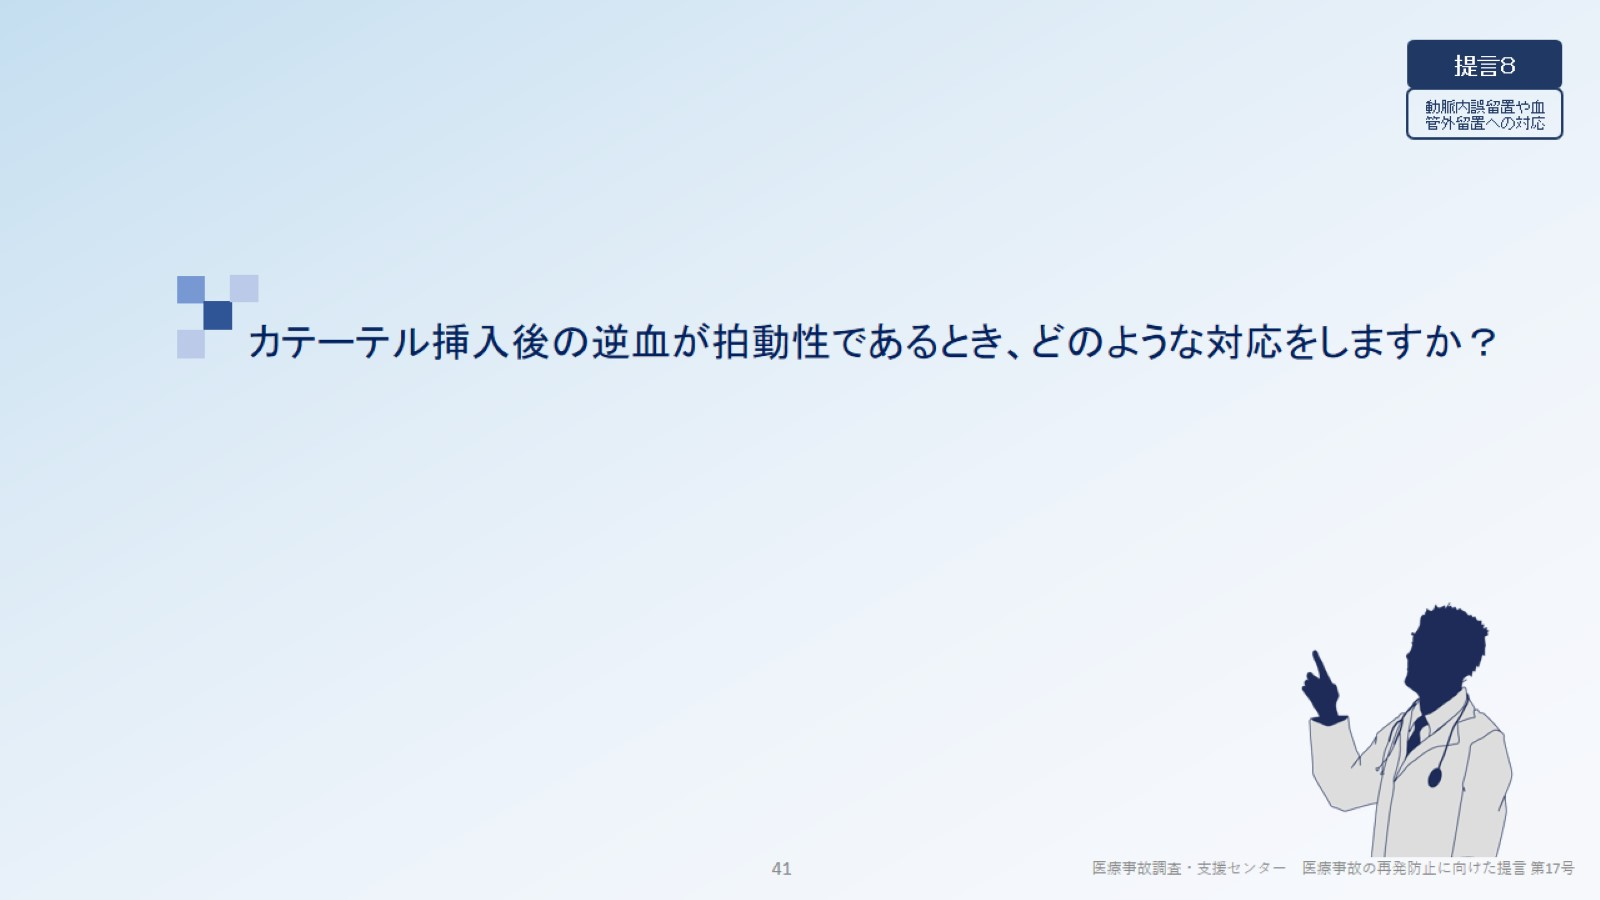 提言8
動脈内誤留置や血
管外留置への対応
カテーテル挿入後の逆血が拍動性であるとき、どのような対応をしますか？
41
医療事故調査・支援センター　医療事故の再発防止に向けた提言 第17号